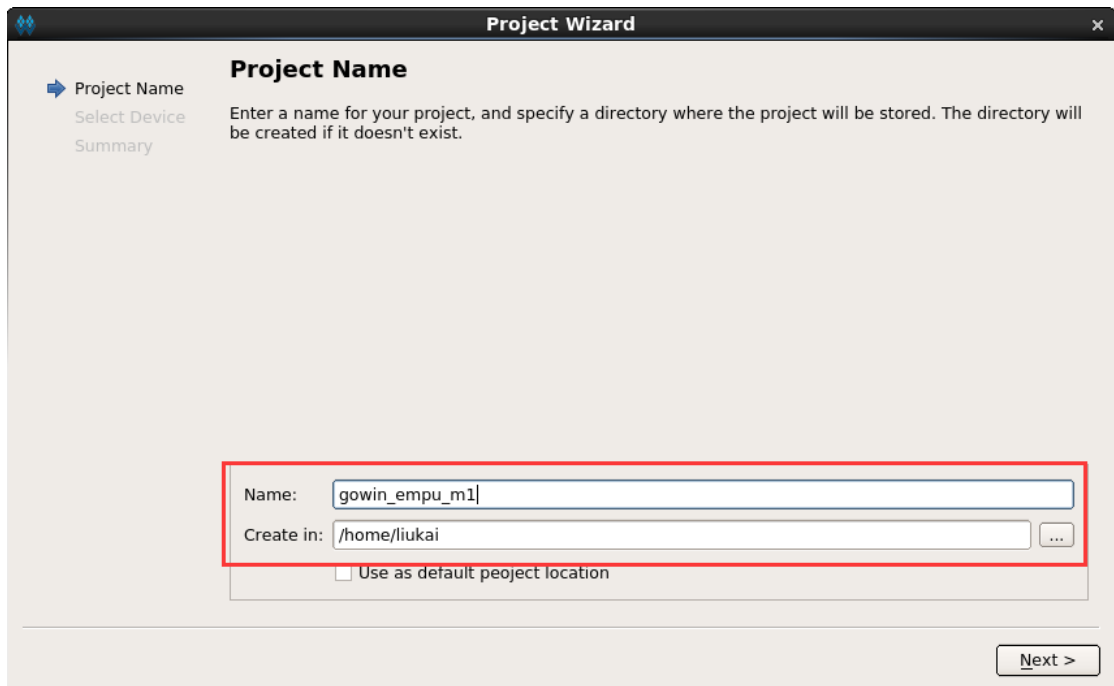 Project Wizard
Project Name
Select Device
Summary
Project Name
Enter a name for your project, and specify a directory where the project will be stored. The directory will
be created if it doesn't exist.
Name: gowin_empu_m1
Create in: /home/liukai ...
Use as default peoject location
Next >